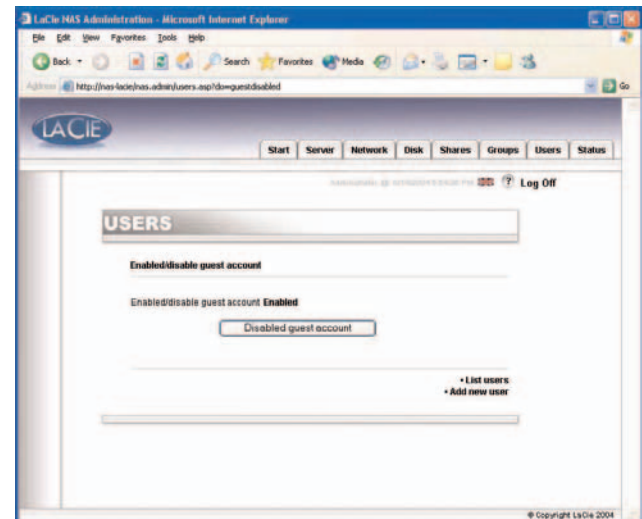 LaCie NAS Administration - Microsoft Internet Explorer
File Edit View Favorites Tools Help
Back Search Favorites Media
Address http://nas-lacie/nas.admin/users.asp?do=guestdisabled Go
LACIE
Start Server Network Disk Shares Groups Users Status
? Log Off
USERS
Enabled/disable guest account
Enabled/disable guest account Enabled
Disabled guest account
• List users
• Add new user
© Copyright LaCie 2004